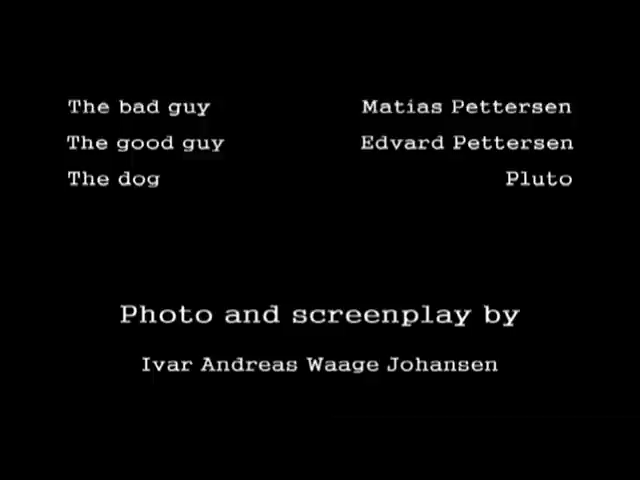 The bad guy Matias Pettersen
The good guy Edvard Pettersen
The dog Pluto
Photo and screenplay by
Ivar Andreas Waage Johansen